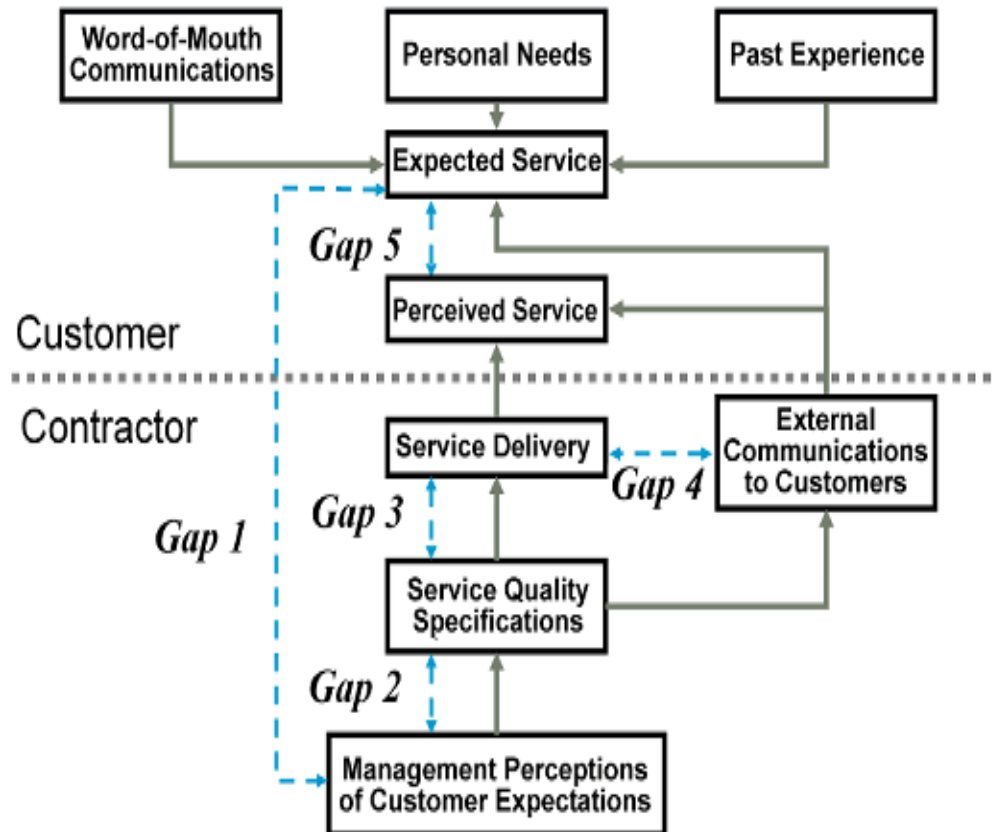 Word-of-Mouth
Communications
Personal Needs
Past Experience
Expected Service
Gap 5
Perceived Service
Customer
Contractor
Service Delivery
External
Communications
to Customers
Gap 4
Gap 3
Gap 1
Service Quality
Specifications
Gap 2
Management Perceptions
of Customer Expectations